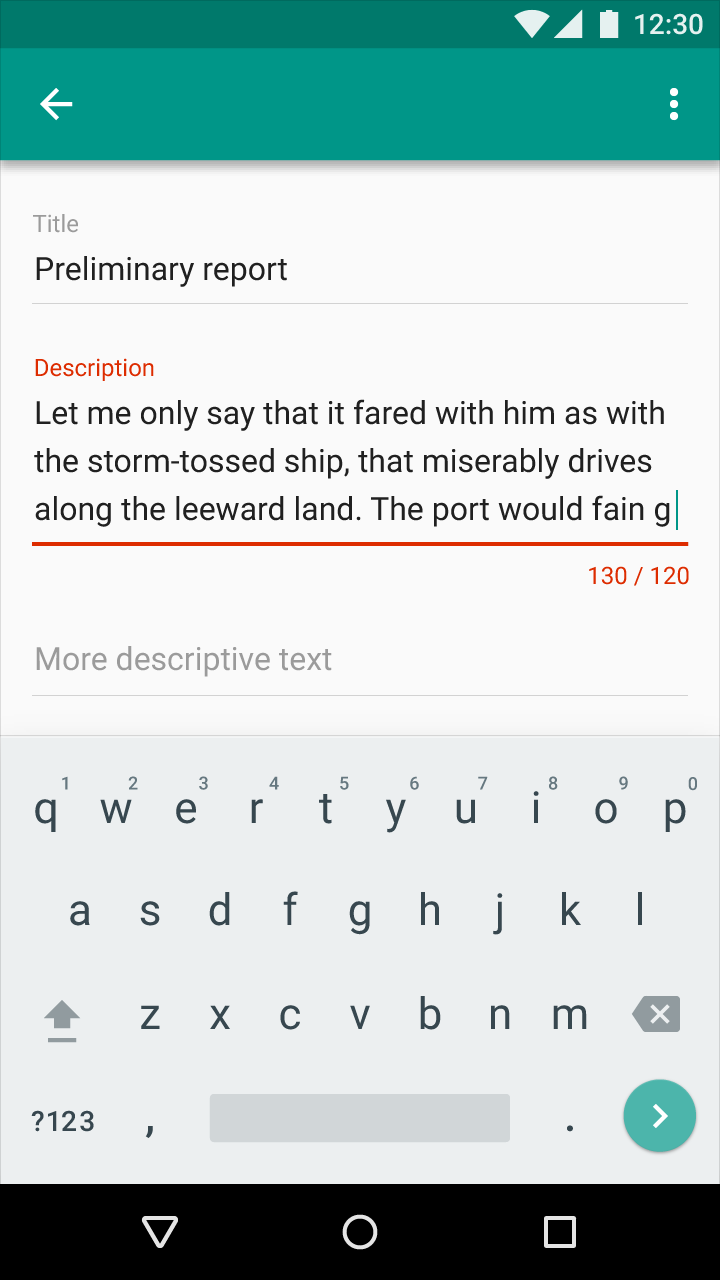 12:30
Title
Preliminary report
Description
Let me only say that it fared with him as with
the storm-tossed ship, that miserably drives
along the leeward land. The port would fain g
130 / 120
More descriptive text
1 2 3 4 5 6 7 8 9 0
q w e r t y u i o p
a s d f g h j k l
z x c v b n m
?123 , .